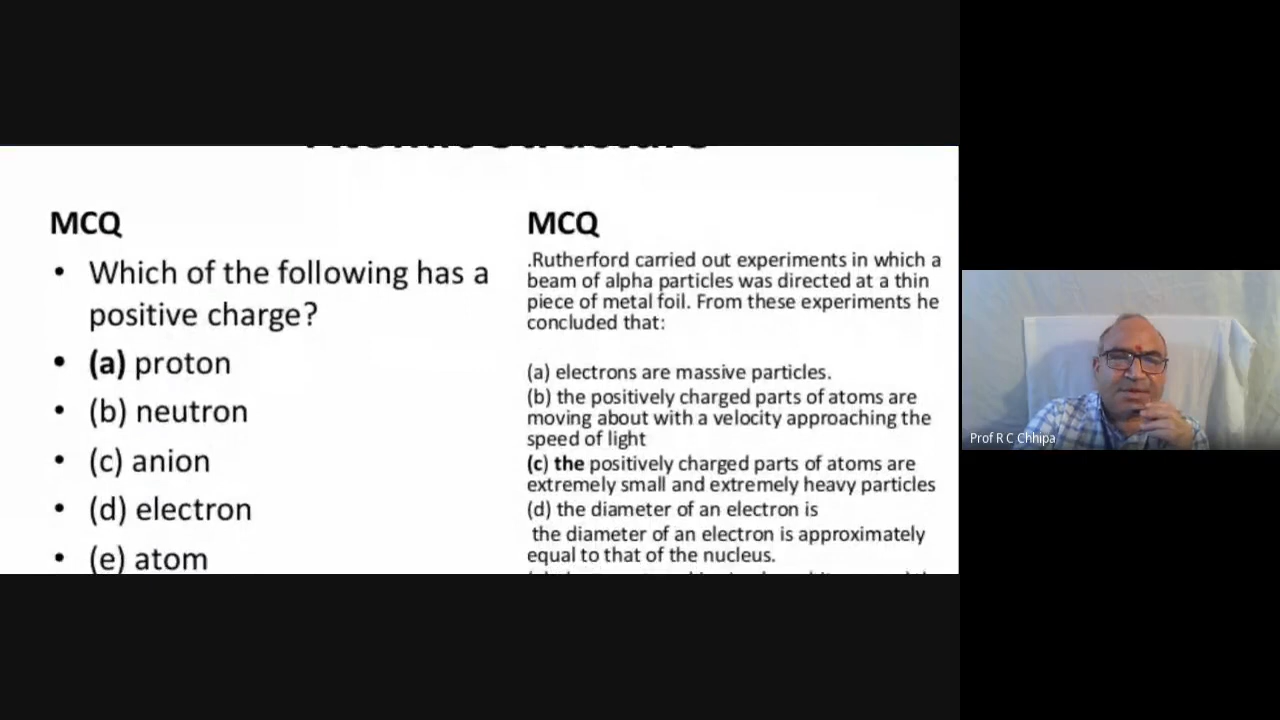 Atomic Structure
MCQ
• Which of the following has a
positive charge?
• (a) proton
• (b) neutron
• (c) anion
• (d) electron
• (e) atom
MCQ
.Rutherford carried out experiments in which a
beam of alpha particles was directed at a thin
piece of metal foil. From these experiments he
concluded that:
(a) electrons are massive particles.
(b) the positively charged parts of atoms are
moving about with a velocity approaching the
speed of light
(c) the positively charged parts of atoms are
extremely small and extremely heavy particles
(d) the diameter of an electron is
the diameter of an electron is approximately
equal to that of the nucleus.
Prof R C Chhipa